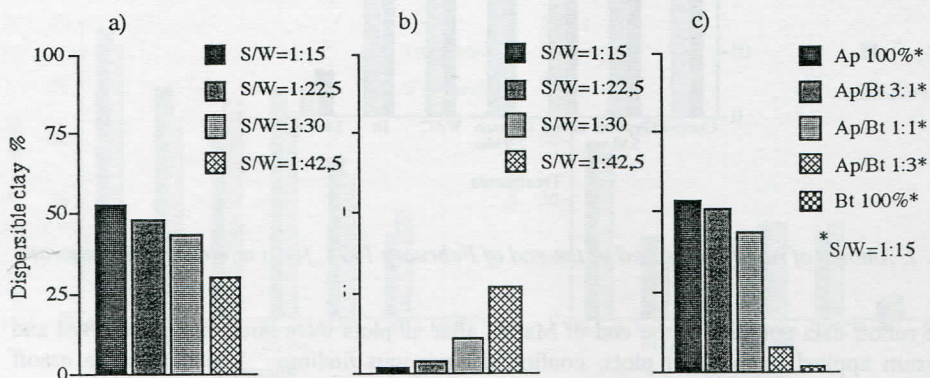 a)
b)
c)
Dispersible clay %
100
75
50
25
0
S/W=1:15
S/W=1:22,5
S/W=1:30
S/W=1:42,5
S/W=1:15
S/W=1:22,5
S/W=1:30
S/W=1:42,5
Ap 100%*
Ap/Bt 3:1*
Ap/Bt 1:1*
Ap/Bt 1:3*
Bt 100%*
*S/W=1:15